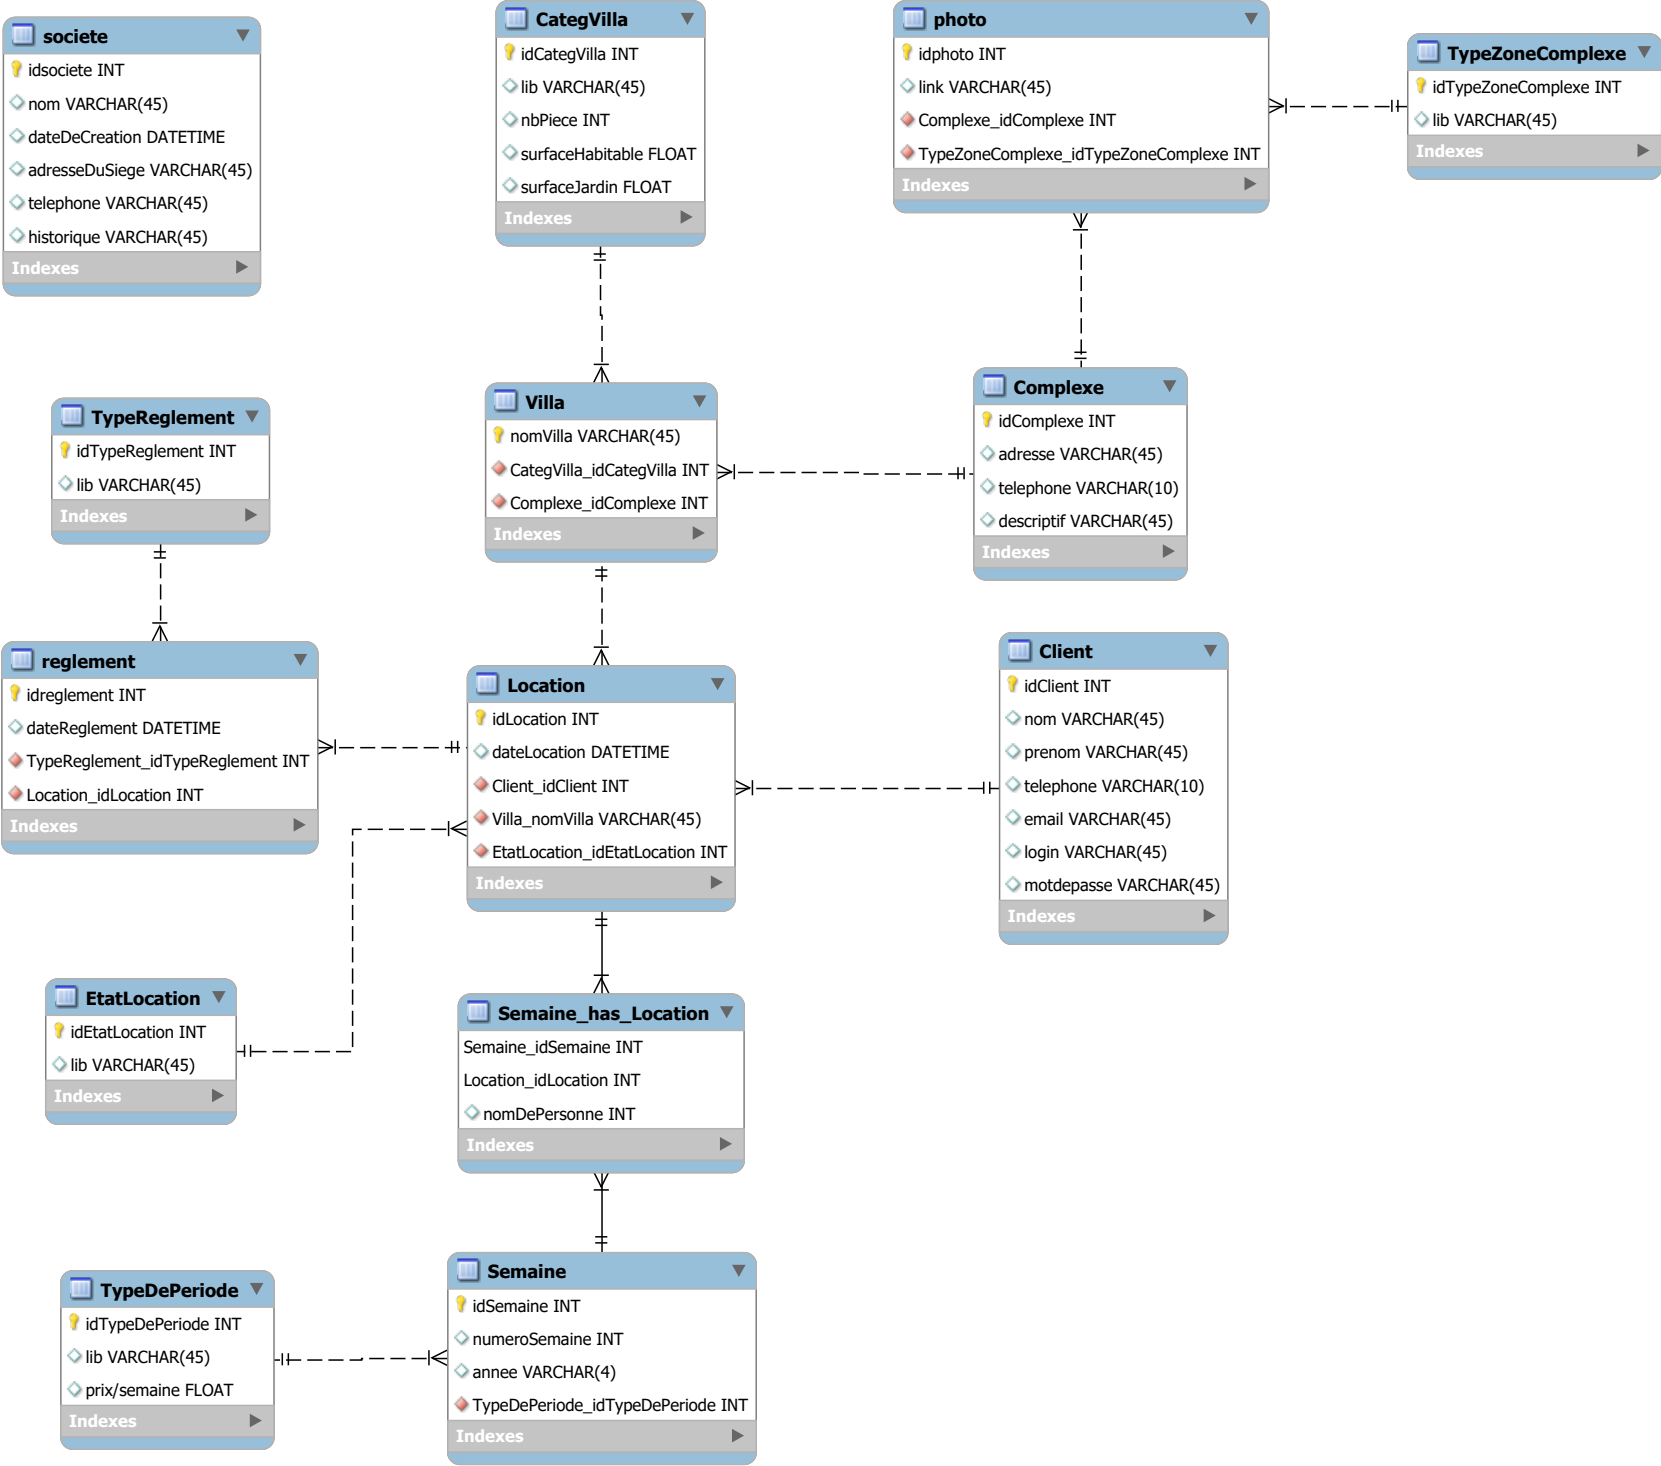 societe
idsociete INT
nom VARCHAR(45)
dateDeCreation DATETIME
adresseDuSiege VARCHAR(45)
telephone VARCHAR(45)
historique VARCHAR(45)
Indexes
CategVilla
idCategVilla INT
lib VARCHAR(45)
nbPiece INT
surfaceHabitable FLOAT
surfaceJardin FLOAT
Indexes
photo
idphoto INT
link VARCHAR(45)
Complexe_idComplexe INT
TypeZoneComplexe_idTypeZoneComplexe INT
Indexes
TypeZoneComplexe
idTypeZoneComplexe INT
lib VARCHAR(45)
Indexes
TypeReglement
idTypeReglement INT
lib VARCHAR(45)
Indexes
Villa
nomVilla VARCHAR(45)
CategVilla_idCategVilla INT
Complexe_idComplexe INT
Indexes
Complexe
idComplexe INT
adresse VARCHAR(45)
telephone VARCHAR(10)
descriptif VARCHAR(45)
Indexes
reglement
idreglement INT
dateReglement DATETIME
TypeReglement_idTypeReglement INT
Location_idLocation INT
Indexes
Location
idLocation INT
dateLocation DATETIME
Client_idClient INT
Villa_nomVilla VARCHAR(45)
EtatLocation_idEtatLocation INT
Indexes
Client
idClient INT
nom VARCHAR(45)
prenom VARCHAR(45)
telephone VARCHAR(10)
email VARCHAR(45)
login VARCHAR(45)
motdepasse VARCHAR(45)
Indexes
EtatLocation
idEtatLocation INT
lib VARCHAR(45)
Indexes
Semaine_has_Location
Semaine_idSemaine INT
Location_idLocation INT
nomDePersonne INT
Indexes
TypeDePeriode
idTypeDePeriode INT
lib VARCHAR(45)
prix/semaine FLOAT
Indexes
Semaine
idSemaine INT
numeroSemaine INT
annee VARCHAR(4)
TypeDePeriode_idTypeDePeriode INT
Indexes